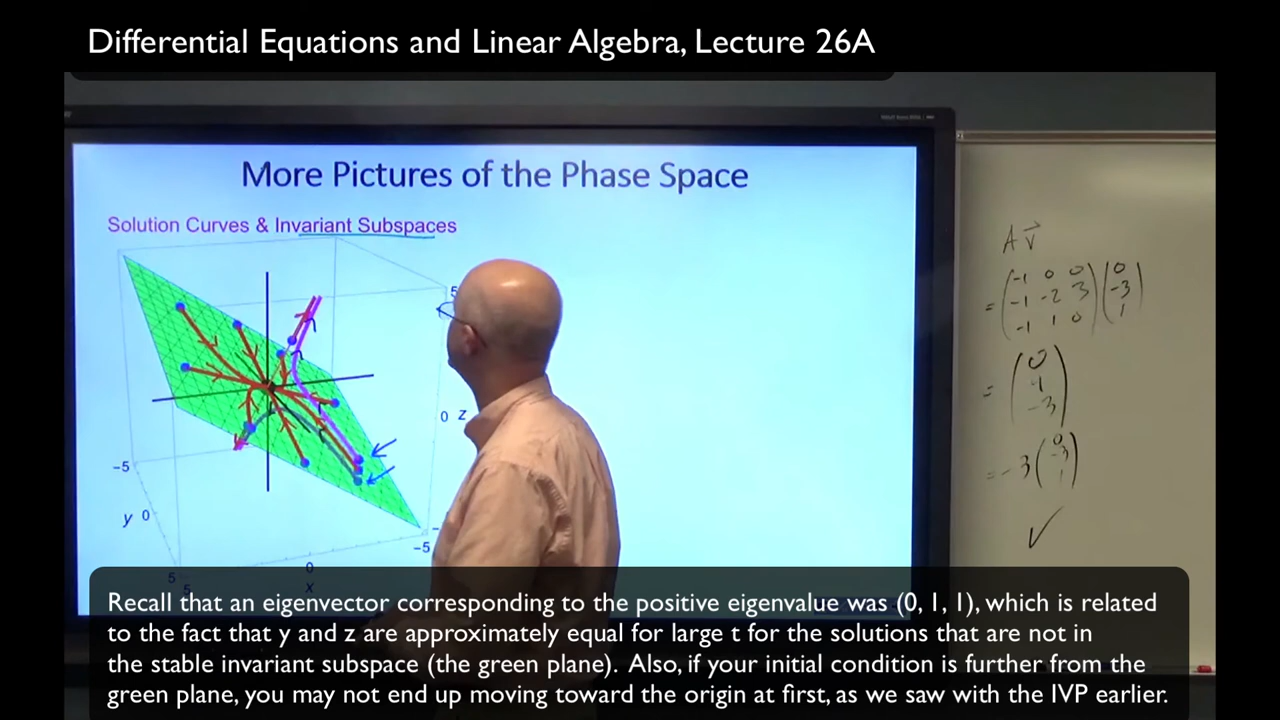 Differential Equations and Linear Algebra, Lecture 26A
More Pictures of the Phase Space
Solution Curves & Invariant Subspaces
5
0 z
-5
y 0
5
5
0
x
-5
A v⃗
= (-1 0 0) (0)
(-1 -2 3) (-3)
(-1 1 0) (1)
= (0)
-3
= -3 (0)
(-3)
(1)
✓
Recall that an eigenvector corresponding to the positive eigenvalue was (0, 1, 1), which is related
to the fact that y and z are approximately equal for large t for the solutions that are not in
the stable invariant subspace (the green plane). Also, if your initial condition is further from the
green plane, you may not end up moving toward the origin at first, as we saw with the IVP earlier.